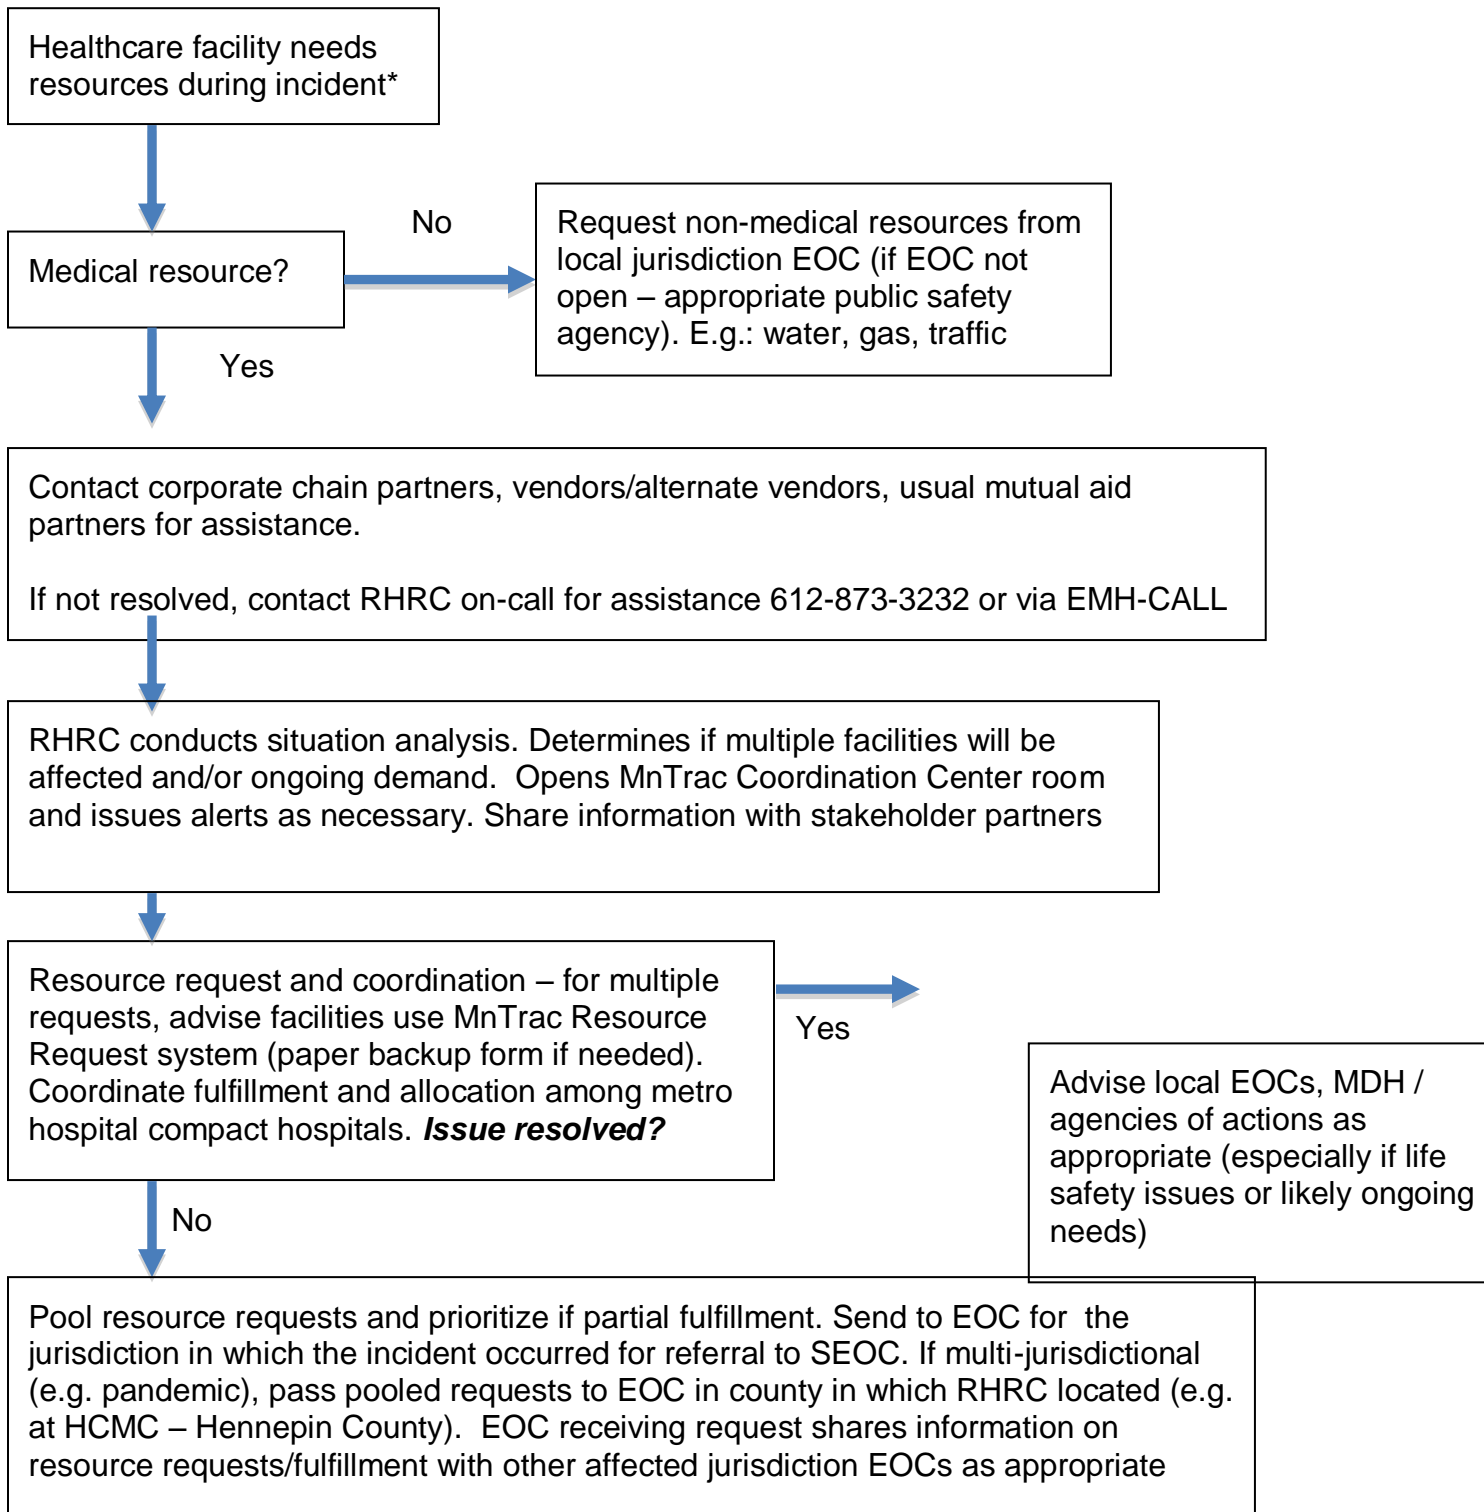 Healthcare facility needs
resources during incident*
No
Request non-medical resources from
local jurisdiction EOC (if EOC not
open – appropriate public safety
agency). E.g.: water, gas, traffic
Medical resource?
Yes
Contact corporate chain partners, vendors/alternate vendors, usual mutual aid
partners for assistance.
If not resolved, contact RHRC on-call for assistance 612-873-3232 or via EMH-CALL
RHRC conducts situation analysis. Determines if multiple facilities will be
affected and/or ongoing demand.  Opens MnTrac Coordination Center room
and issues alerts as necessary. Share information with stakeholder partners
Resource request and coordination – for multiple
requests, advise facilities use MnTrac Resource
Request system (paper backup form if needed).
Coordinate fulfillment and allocation among metro
hospital compact hospitals. Issue resolved?
Yes
Advise local EOCs, MDH /
agencies of actions as
appropriate (especially if life
safety issues or likely ongoing
needs)
No
Pool resource requests and prioritize if partial fulfillment. Send to EOC for  the
jurisdiction in which the incident occurred for referral to SEOC. If multi-jurisdictional
(e.g. pandemic), pass pooled requests to EOC in county in which RHRC located (e.g.
at HCMC – Hennepin County).  EOC receiving request shares information on
resource requests/fulfillment with other affected jurisdiction EOCs as appropriate